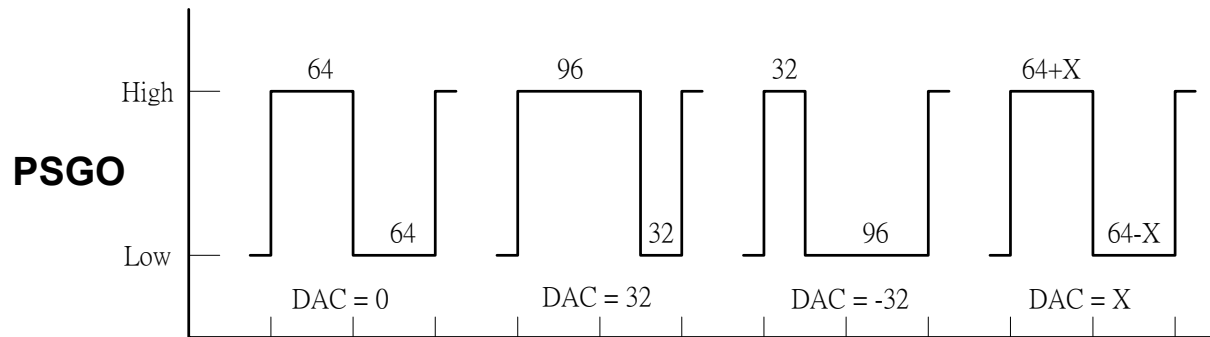 64 96 32 64+X
High
PSGO
64 32 96 64-X
Low
DAC = 0 DAC = 32 DAC = -32 DAC = X